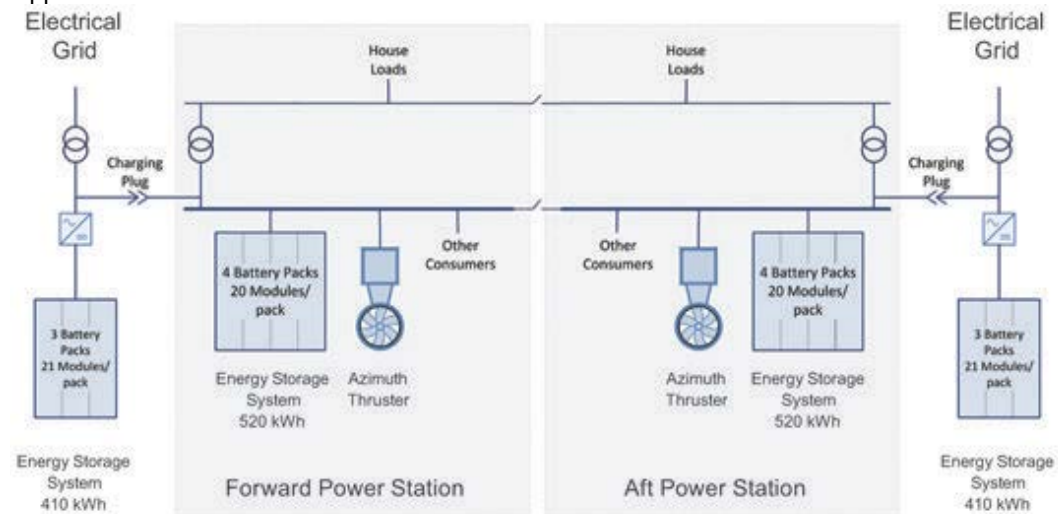 Electrical
Grid
House
Loads
House
Loads
Electrical
Grid
Charging
Plug
Charging
Plug
4 Battery Packs
20 Modules/
pack
Other
Consumers
Other
Consumers
4 Battery Packs
20 Modules/
pack
3 Battery
Packs
21 Modules/
pack
3 Battery
Packs
21 Modules/
pack
Energy Storage
System
520 kWh
Azimuth
Thruster
Azimuth
Thruster
Energy Storage
System
520 kWh
Energy Storage
System
410 kWh
Forward Power Station
Aft Power Station
Energy Storage
System
410 kWh